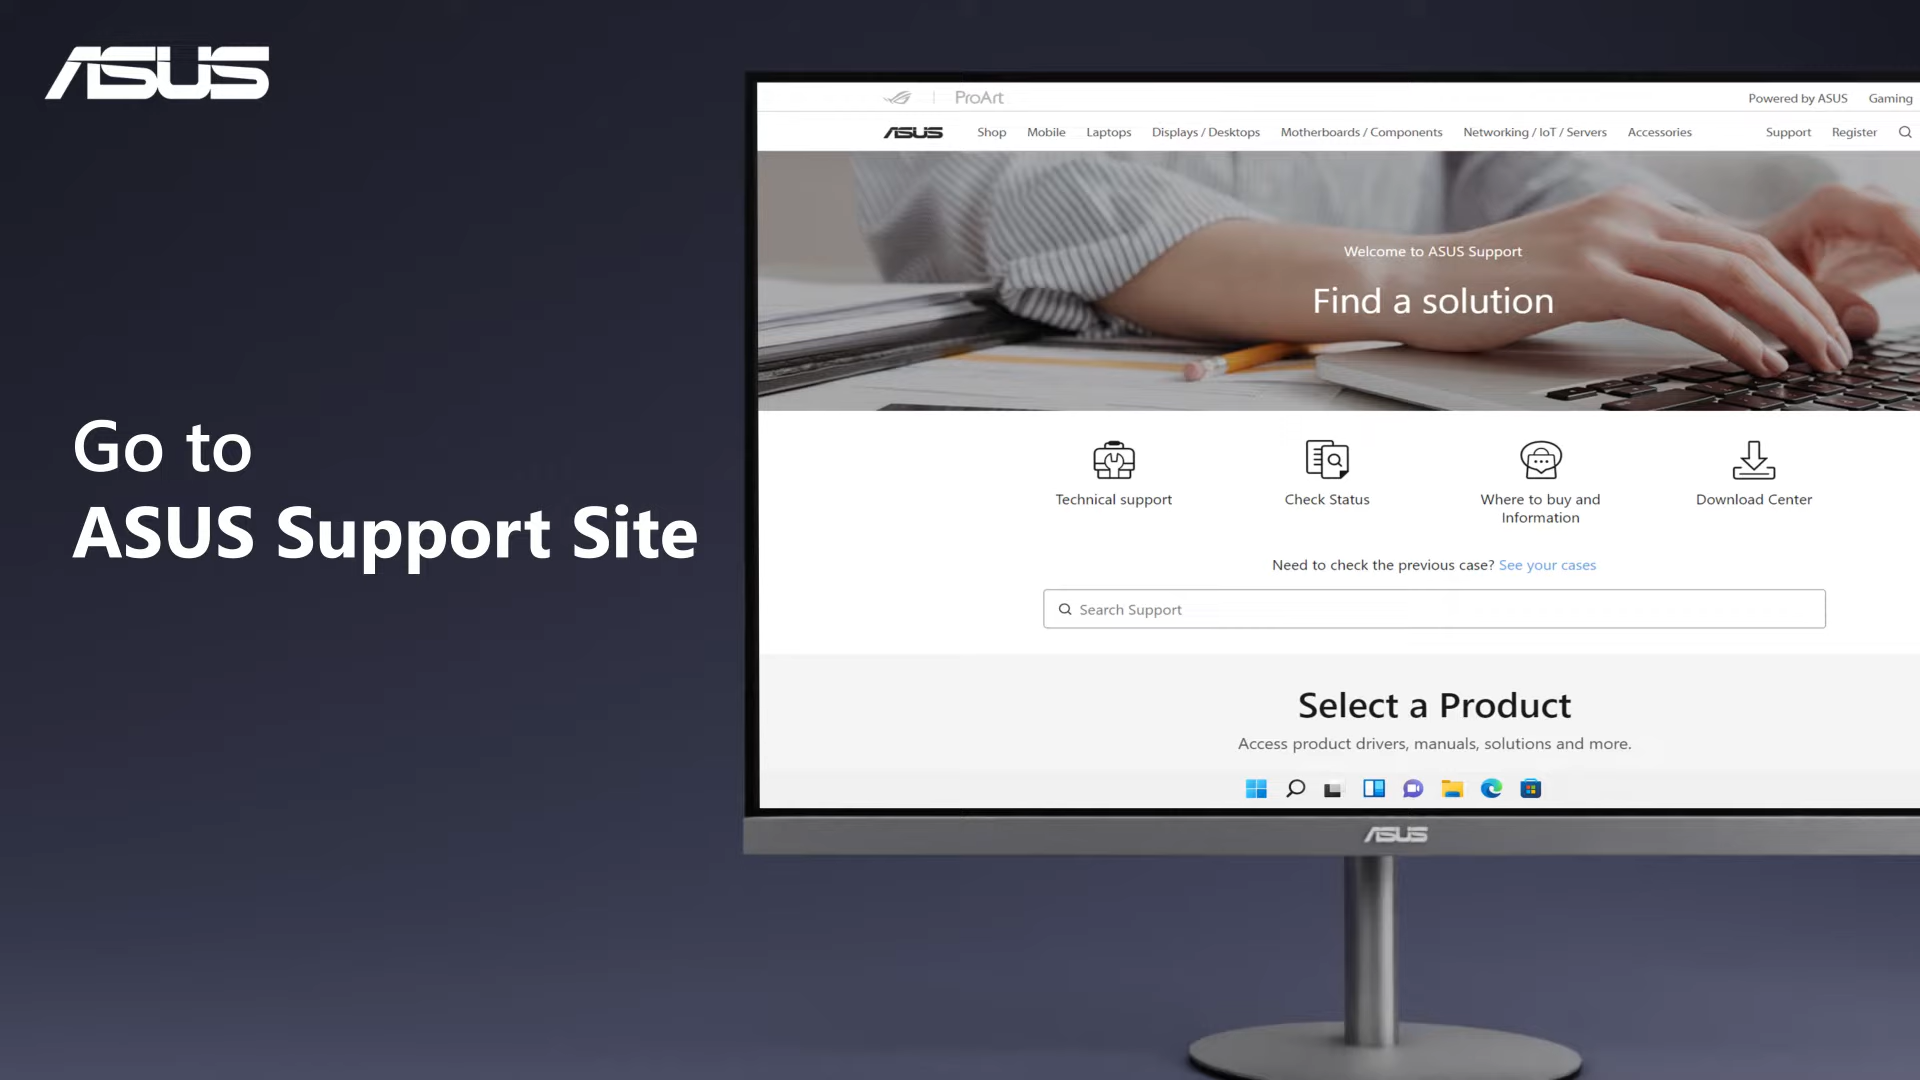 ASUS
Go to
ASUS Support Site
ProArt
Powered by ASUS Gaming
ASUS Shop Mobile Laptops Displays / Desktops Motherboards / Components Networking / IoT / Servers Accessories Support Register
Welcome to ASUS Support
Find a solution
Technical support
Check Status
Where to buy and
Information
Download Center
Need to check the previous case? See your cases
Search Support
Select a Product
Access product drivers, manuals, solutions and more.
ASUS